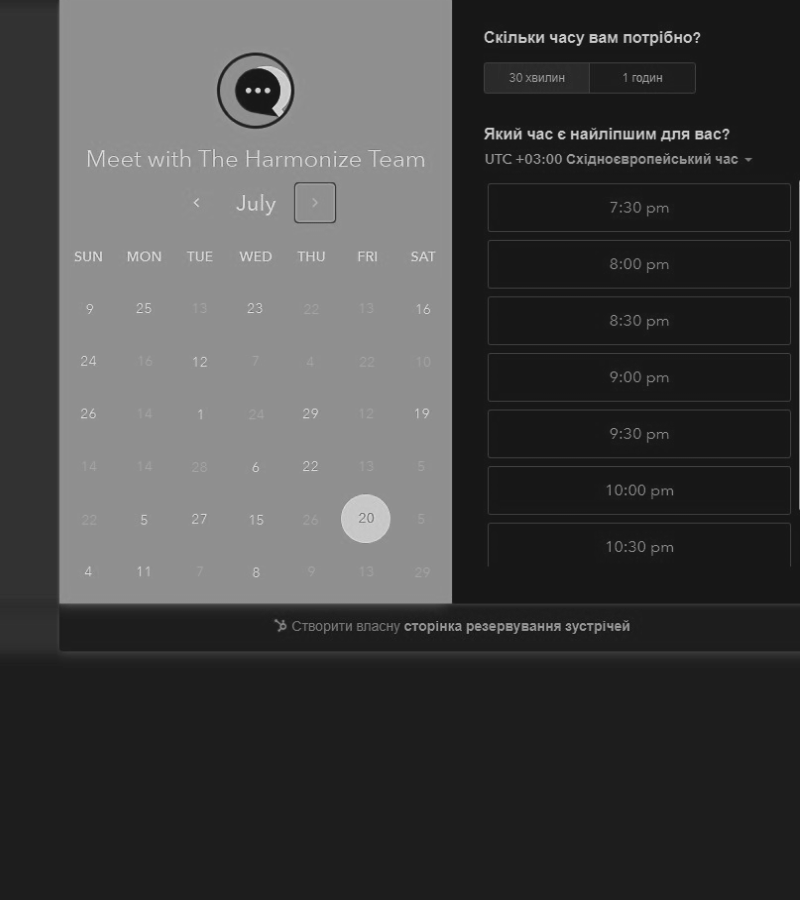 Meet with The Harmonize Team
July
SUN MON TUE WED THU FRI SAT
9 25 13 23 22 13 16
24 16 12 7 4 22 10
26 14 1 24 29 12 19
14 14 28 6 22 13 5
22 5 27 15 26 20 5
4 11 7 8 9 13 29
Скільки часу вам потрібно?
30 хвилин 1 годин
Який час є найліпшим для вас?
UTC +03:00 Східноєвропейський час
7:30 pm
8:00 pm
8:30 pm
9:00 pm
9:30 pm
10:00 pm
10:30 pm
Створити власну сторінка резервування зустрічей